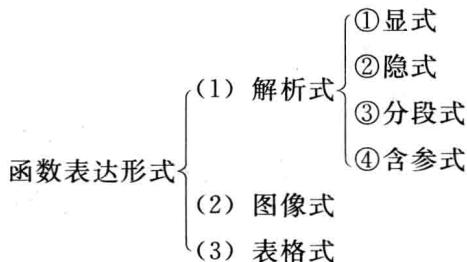 ①显式
②隐式
(1) 解析式
③分段式
④含参式
函数表达形式
(2) 图像式
(3) 表格式